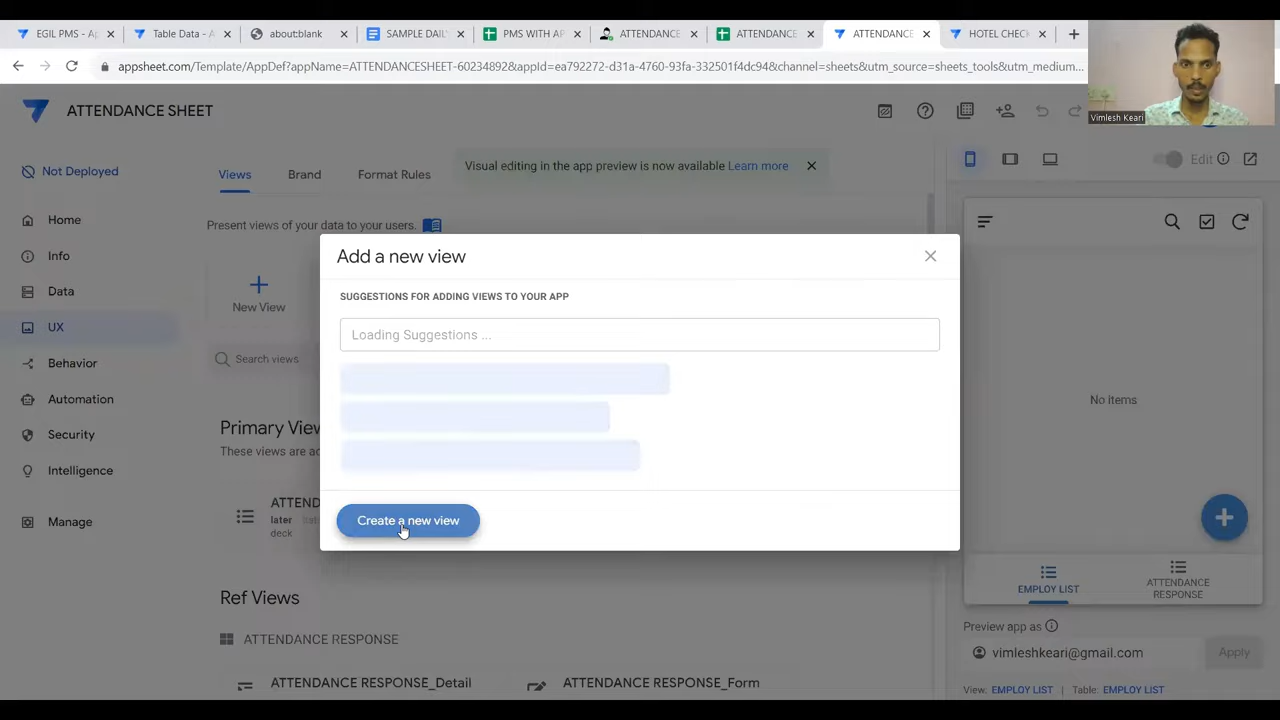 EGIL PMS - Ap
Table Data - A
aboutblank
SAMPLE DAIL
PMS WITH AP
ATTENDANCE
ATTENDANCE
ATTENDANCE
HOTEL CHECK
appsheet.com/Template/AppDef?appName=ATTENDANCESHEET-60234892&appId=ea792272-d31a-4760-93fa-332501f4dc94&channel=sheets&utm_source=sheets_tools&utm_medium...
Vimlesh Keari
ATTENDANCE SHEET
Not Deployed
Home
Info
Data
UX
Behavior
Automation
Security
Intelligence
Manage
Views
Brand
Format Rules
Visual editing in the app preview is now available Learn more
Present views of your data to your users.
New View
Search views
Primary View
These views are ac
ATTEND
later
deck
Ref Views
ATTENDANCE RESPONSE
ATTENDANCE RESPONSE_Detail
ATTENDANCE RESPONSE_Form
Add a new view
SUGGESTIONS FOR ADDING VIEWS TO YOUR APP
Loading Suggestions ...
Create a new view
Edit
No items
EMPLOY LIST
ATTENDANCE
RESPONSE
Preview app as
vimleshkeari@gmail.com
Apply
View: EMPLOY LIST | Table: EMPLOY LIST